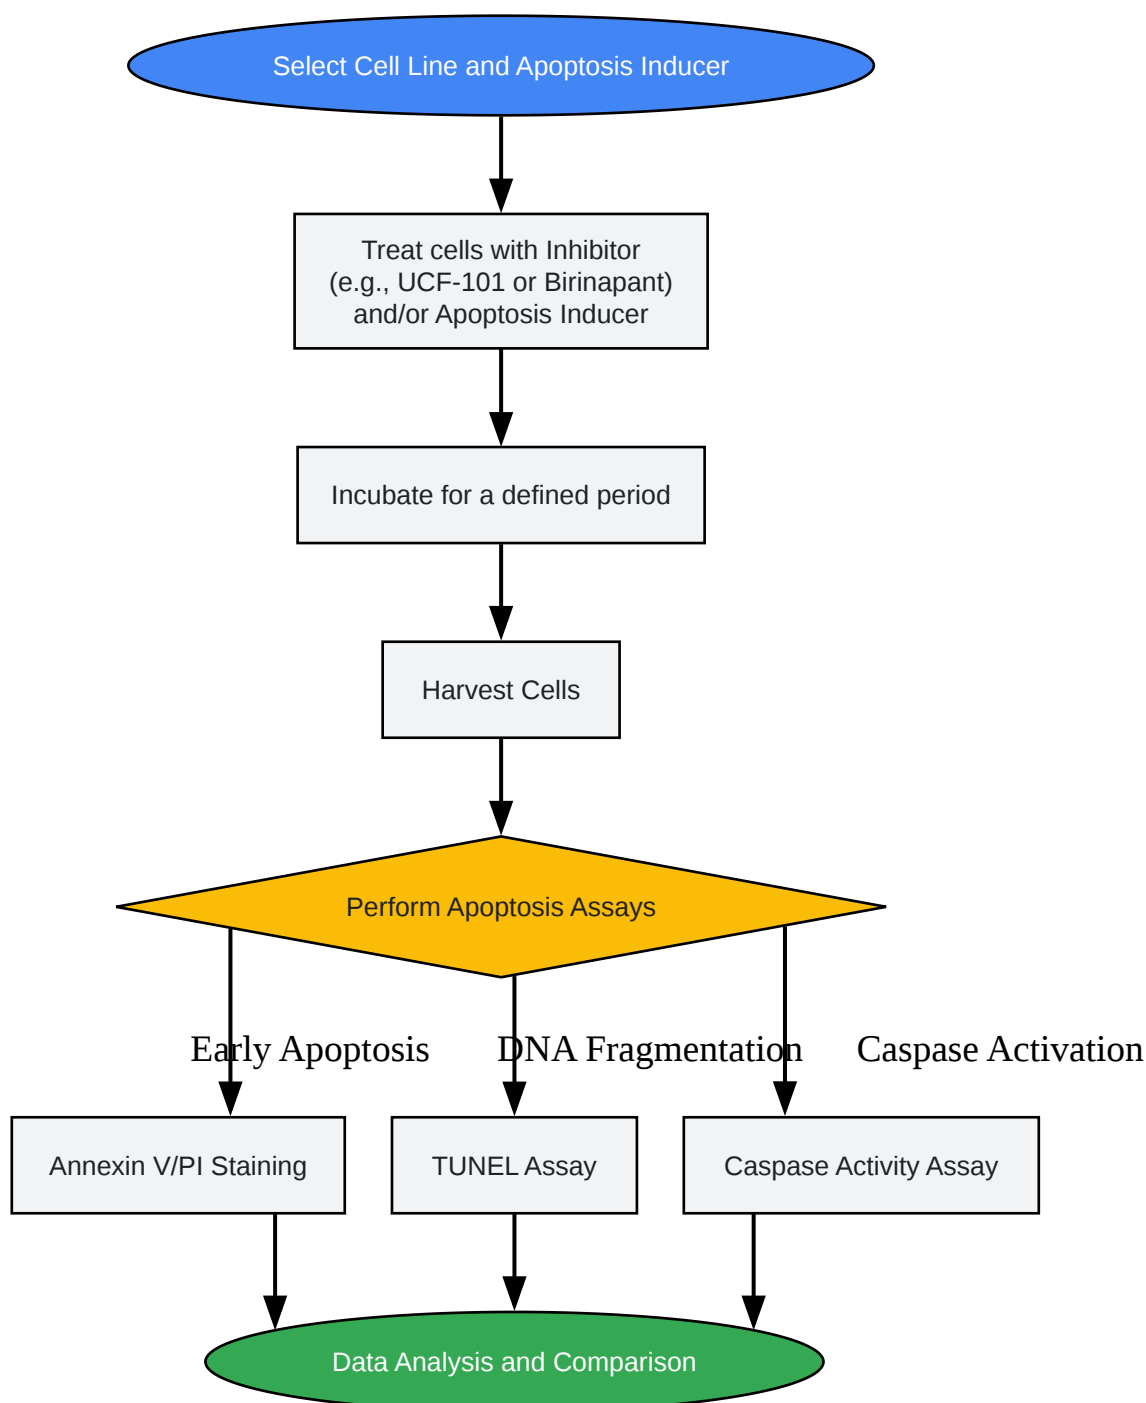 Select Cell Line and Apoptosis Inducer
Treat cells with Inhibitor
(e.g., UCF-101 or Birinapant)
and/or Apoptosis Inducer
Incubate for a defined period
Harvest Cells
Perform Apoptosis Assays
Early Apoptosis
DNA Fragmentation
Caspase Activation
Annexin V/PI Staining
TUNEL Assay
Caspase Activity Assay
Data Analysis and Comparison